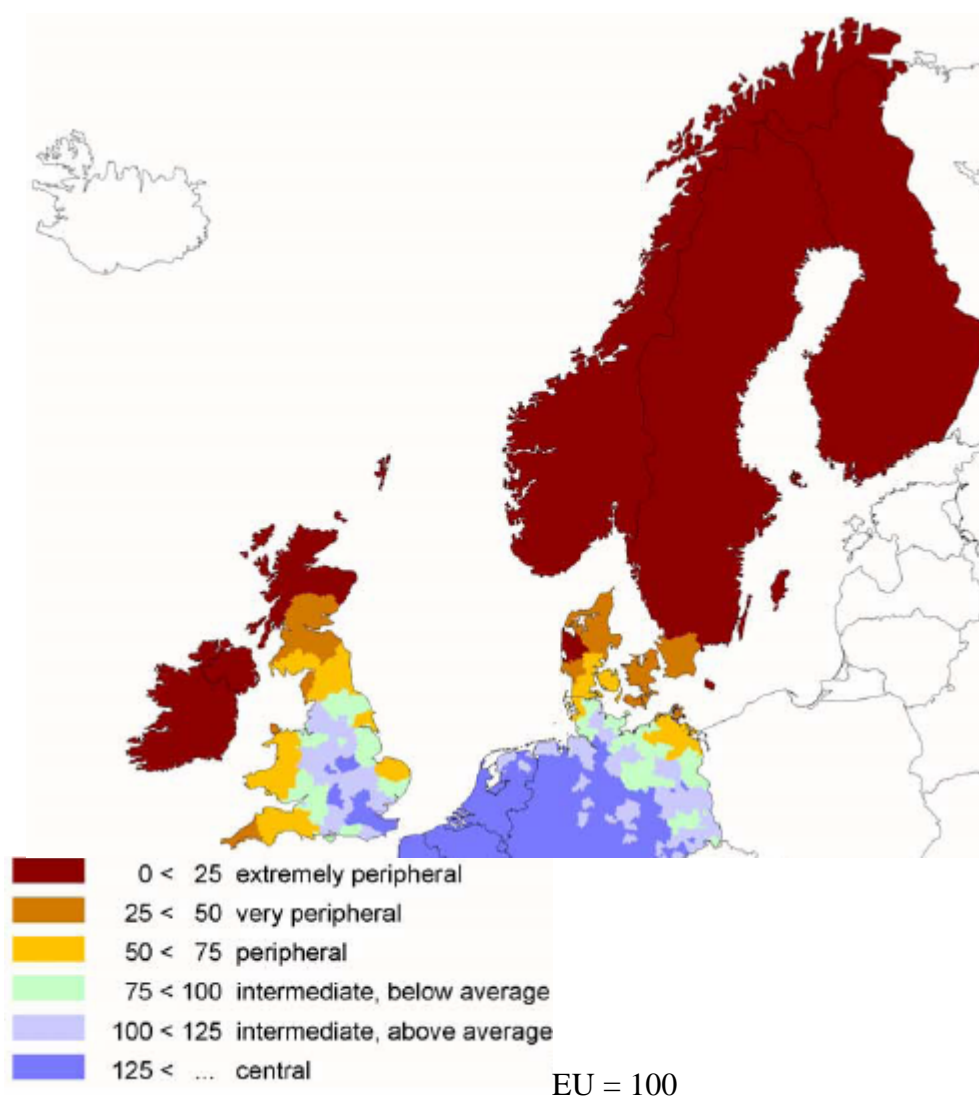 0 < 25 extremely peripheral
25 < 50 very peripheral
50 < 75 peripheral
75 < 100 intermediate, below average
100 < 125 intermediate, above average
125 < ... central
EU = 100